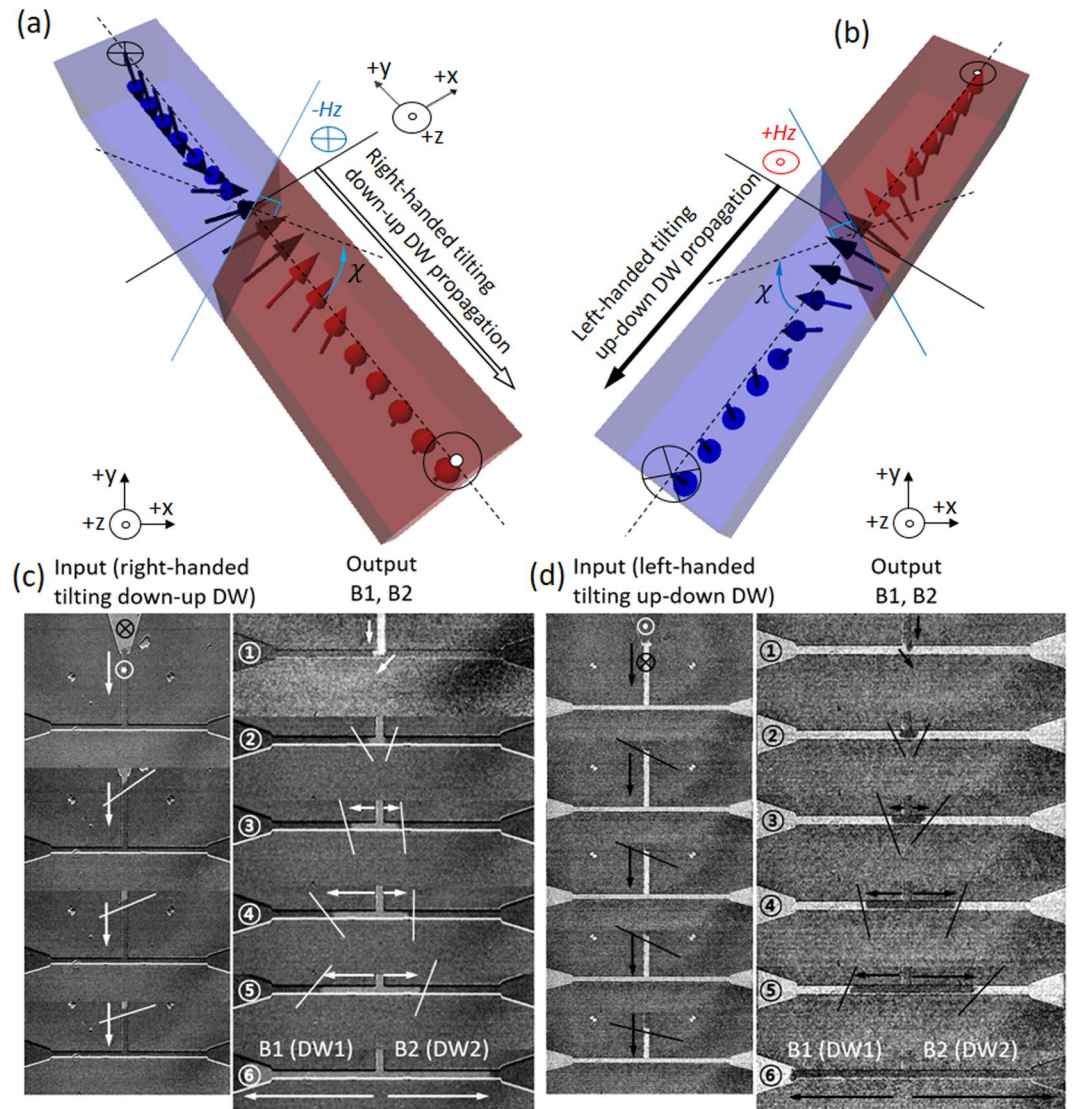 (a)
(b)
+y
+x
+z
-Hz
Right-handed tilting
down-up DW propagation
χ
+Hz
Left-handed tilting
up-down DW propagation
χ
+y
+z
+x
+y
+z
+x
(c)
Input (right-handed
tilting down-up DW)
Output
B1, B2
(d)
Input (left-handed
tilting up-down DW)
Output
B1, B2
①
②
③
④
⑤
B1 (DW1)
B2 (DW2)
⑥
①
②
③
④
⑤
B1 (DW1)
B2 (DW2)
⑥